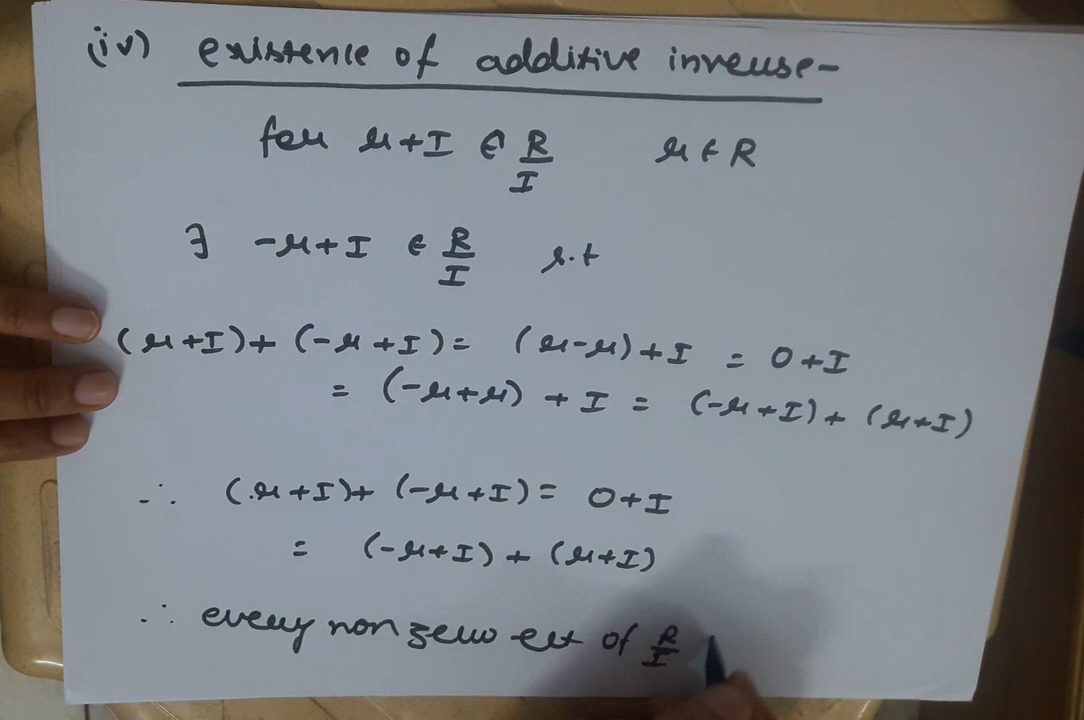 (iv) existence of additive inverse-
for r+I ∈ R/I r ∈ R
∃ -r+I ∈ R/I s.t
(r+I)+(-r+I)= (r-r)+I = 0+I
= (-r+r) + I = (-r+I)+(r+I)
∴ (r+I)+(-r+I)= 0+I
= (-r+I)+(r+I)
∴ every non zero elt of R/I